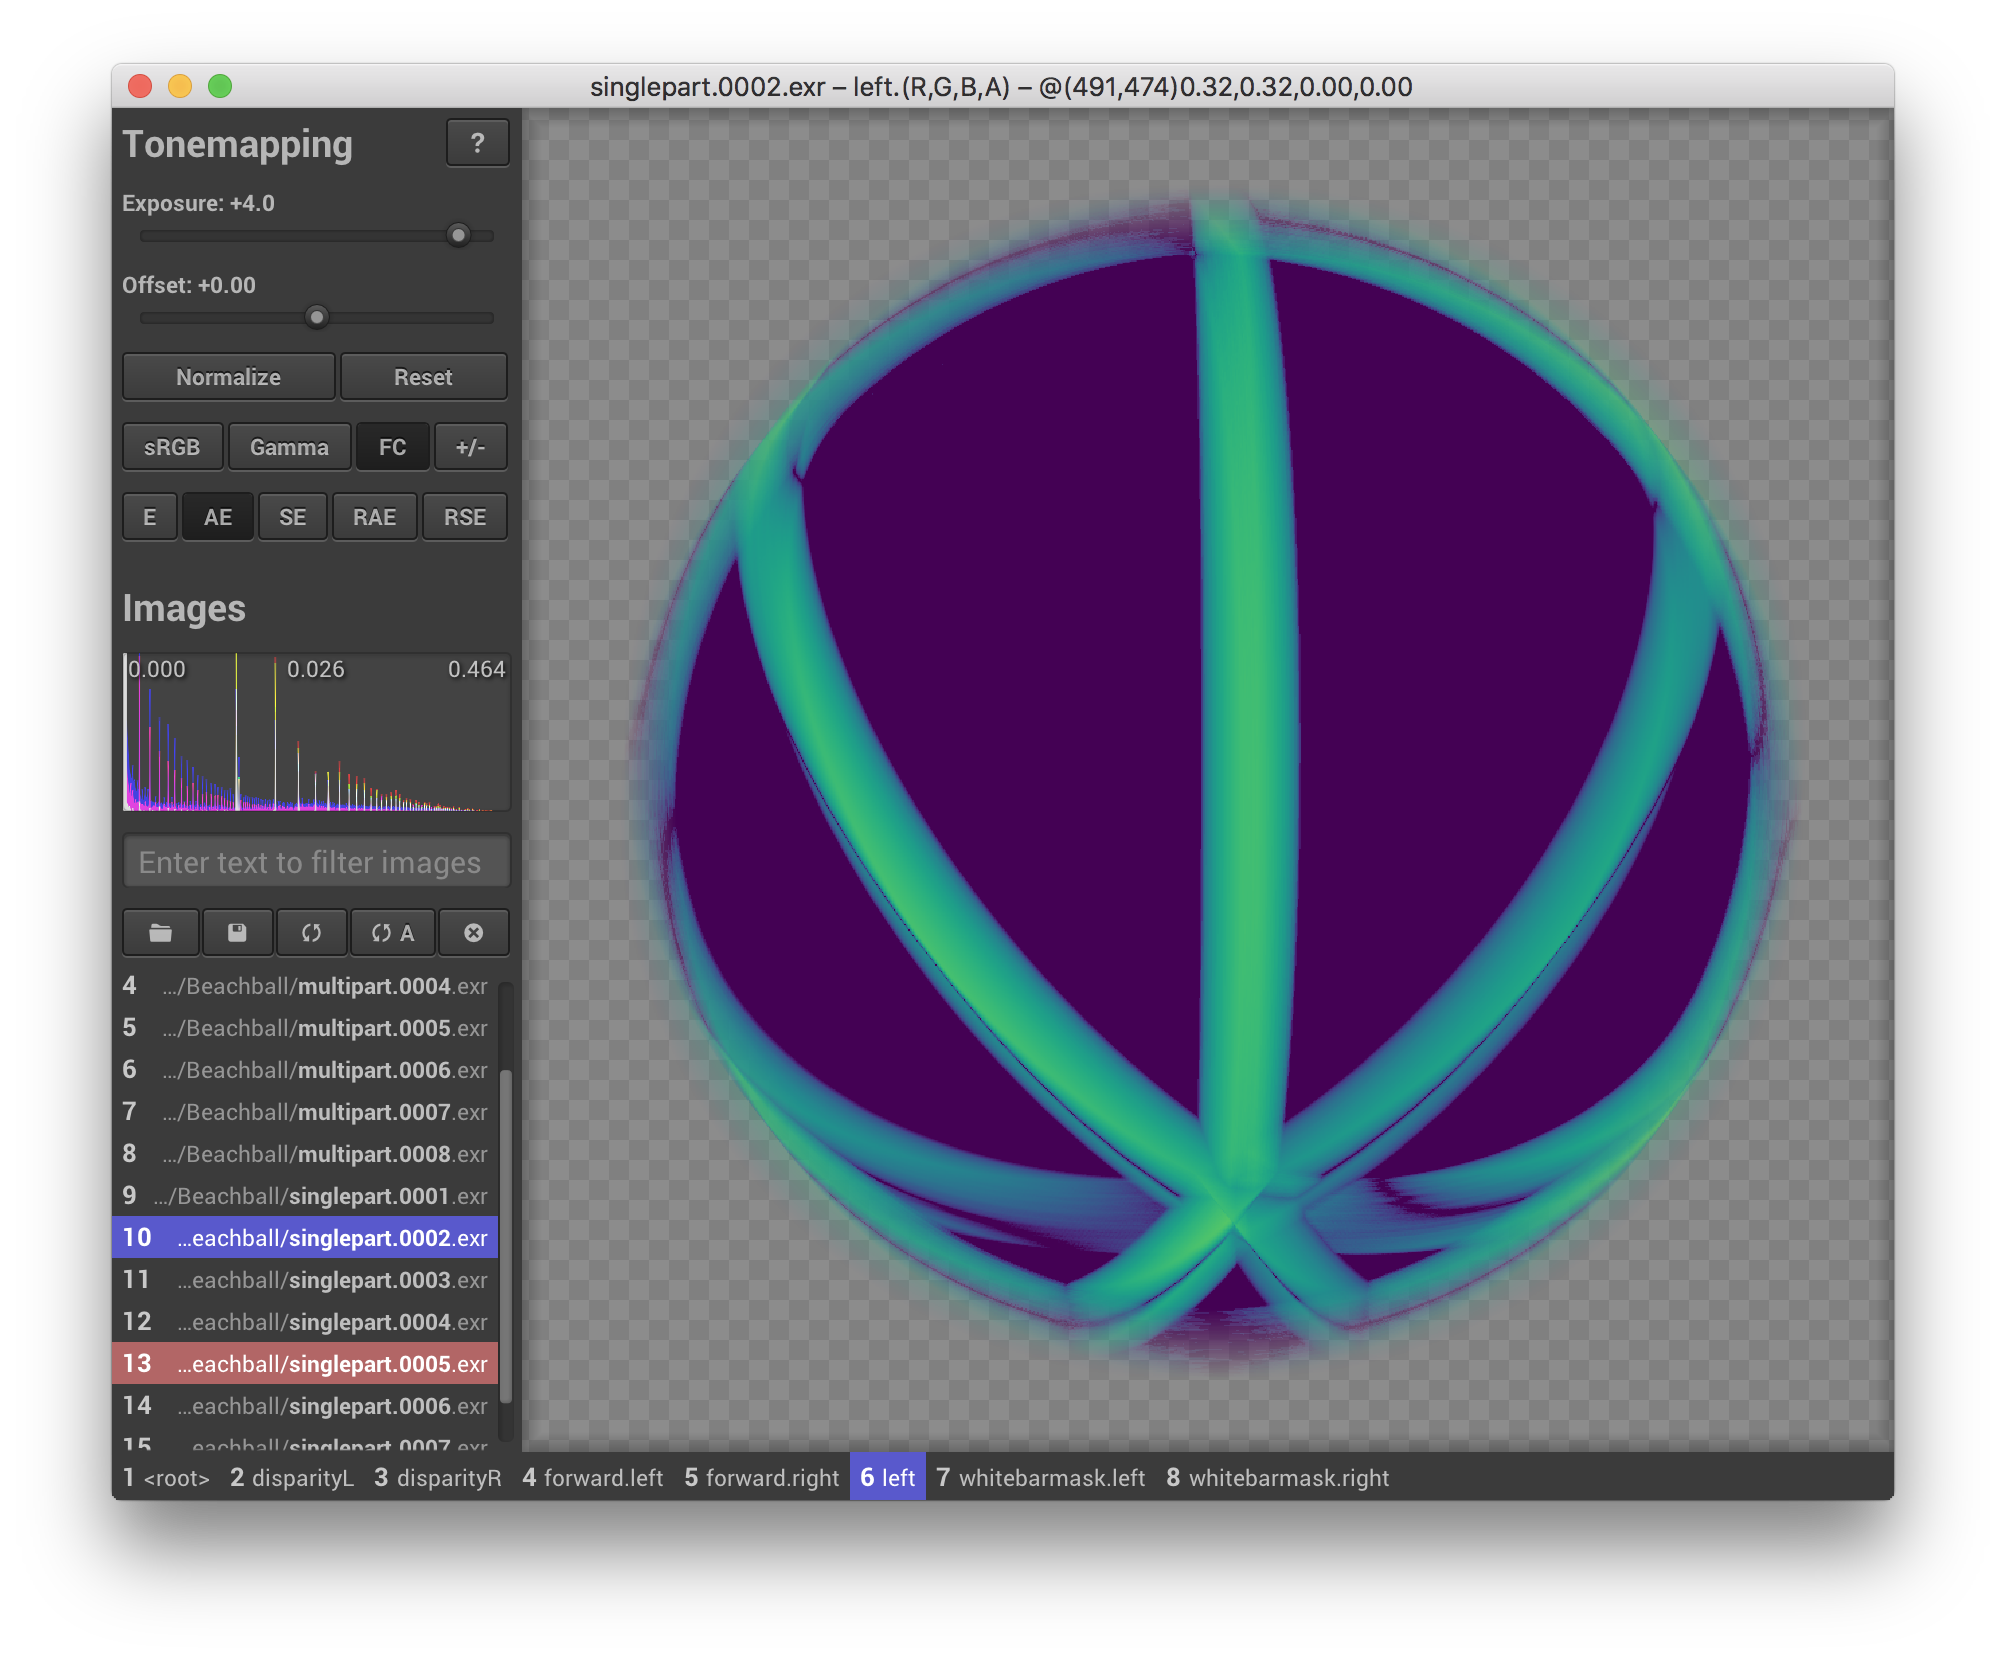 singlepart.0002.exr – left.(R,G,B,A) – @(491,474)0.32,0.32,0.00,0.00
Tonemapping
?
Exposure: +4.0
Offset: +0.00
Normalize Reset
sRGB Gamma FC +/-
E AE SE RAE RSE
Images
0.000 0.026 0.464
Enter text to filter images
A
4 .../Beachball/multipart.0004.exr
5 .../Beachball/multipart.0005.exr
6 .../Beachball/multipart.0006.exr
7 .../Beachball/multipart.0007.exr
8 .../Beachball/multipart.0008.exr
9 .../Beachball/singlepart.0001.exr
10 ...eachball/singlepart.0002.exr
11 ...eachball/singlepart.0003.exr
12 ...eachball/singlepart.0004.exr
13 ...eachball/singlepart.0005.exr
14 ...eachball/singlepart.0006.exr
15 ...eachball/singlepart.0007.exr
1 <root> 2 disparityL 3 disparityR 4 forward.left 5 forward.right 6 left 7 whitebarmask.left 8 whitebarmask.right